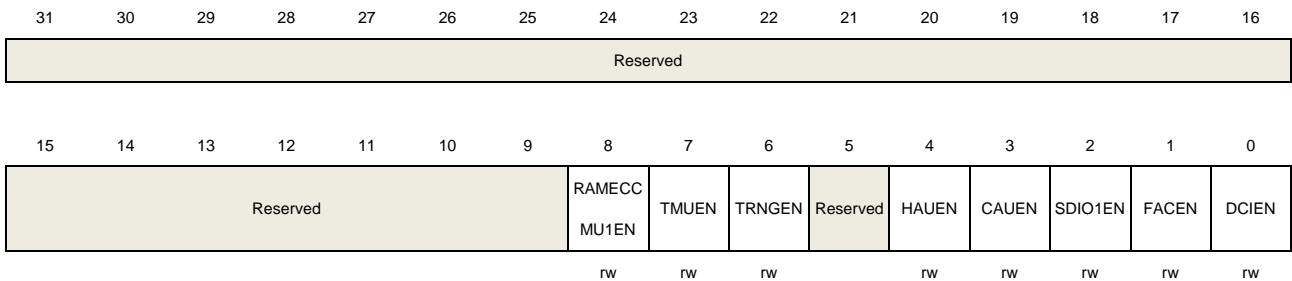 31 30 29 28 27 26 25 24 23 22 21 20 19 18 17 16
Reserved
15 14 13 12 11 10 9 8 7 6 5 4 3 2 1 0
Reserved RAMECC MU1EN TMUEN TRNGEN Reserved HAUEN CAUEN SDIO1EN FACEN DCIEN
rw rw rw rw rw rw rw rw